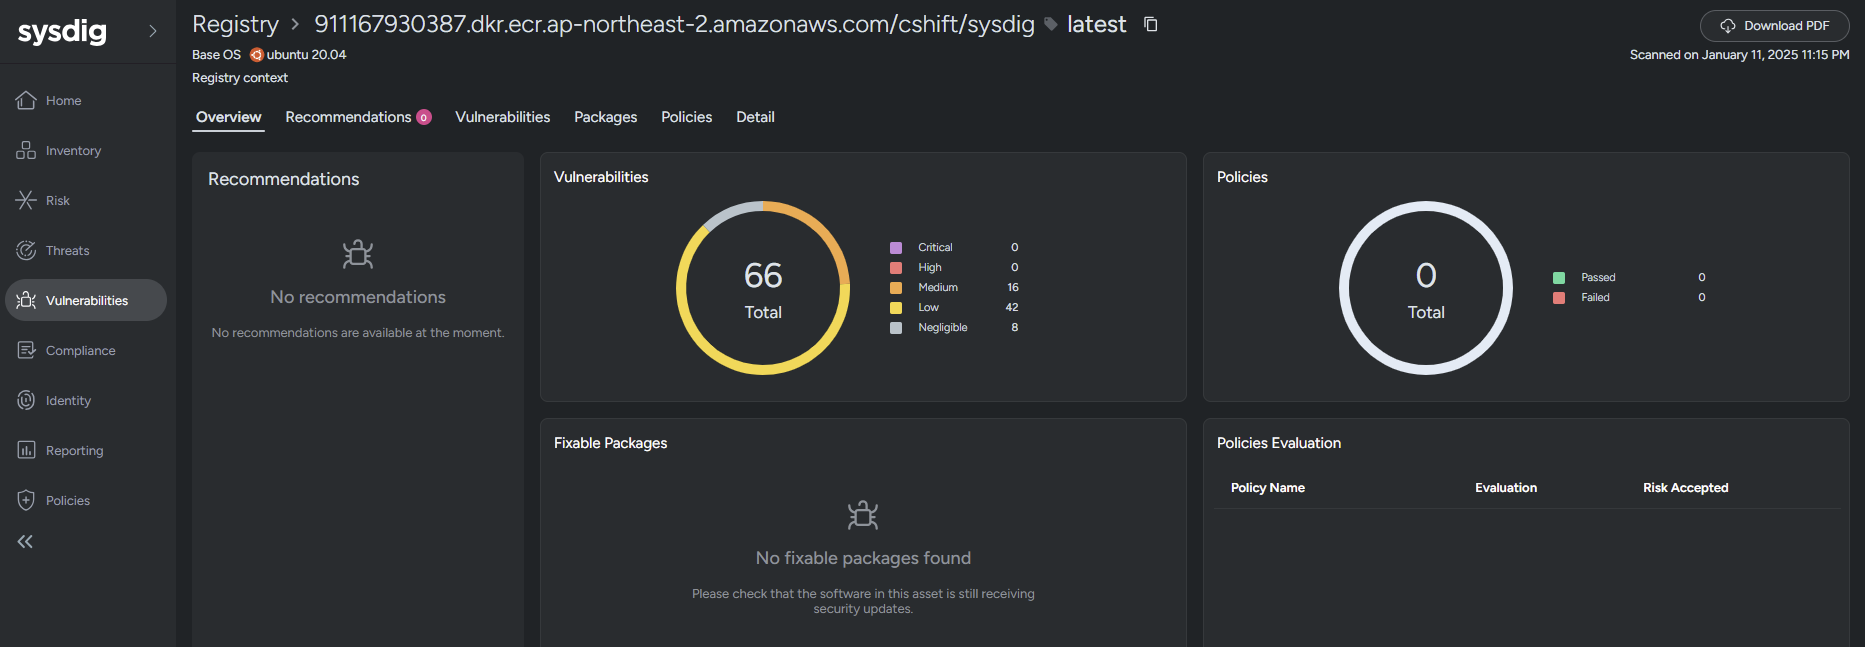 sysdig
Home
Inventory
Risk
Threats
Vulnerabilities
Compliance
Identity
Reporting
Policies
Registry > 911167930387.dkr.ecr.ap-northeast-2.amazonaws.com/cshift/sysdig latest
Download PDF
Base OS ubuntu 20.04
Scanned on January 11, 2025 11:15 PM
Registry context
Overview Recommendations 0 Vulnerabilities Packages Policies Detail
Recommendations
No recommendations
No recommendations are available at the moment.
Vulnerabilities
66
Total
Critical 0
High 0
Medium 16
Low 42
Negligible 8
Policies
0
Total
Passed 0
Failed 0
Fixable Packages
No fixable packages found
Please check that the software in this asset is still receiving
security updates.
Policies Evaluation
Policy Name Evaluation Risk Accepted